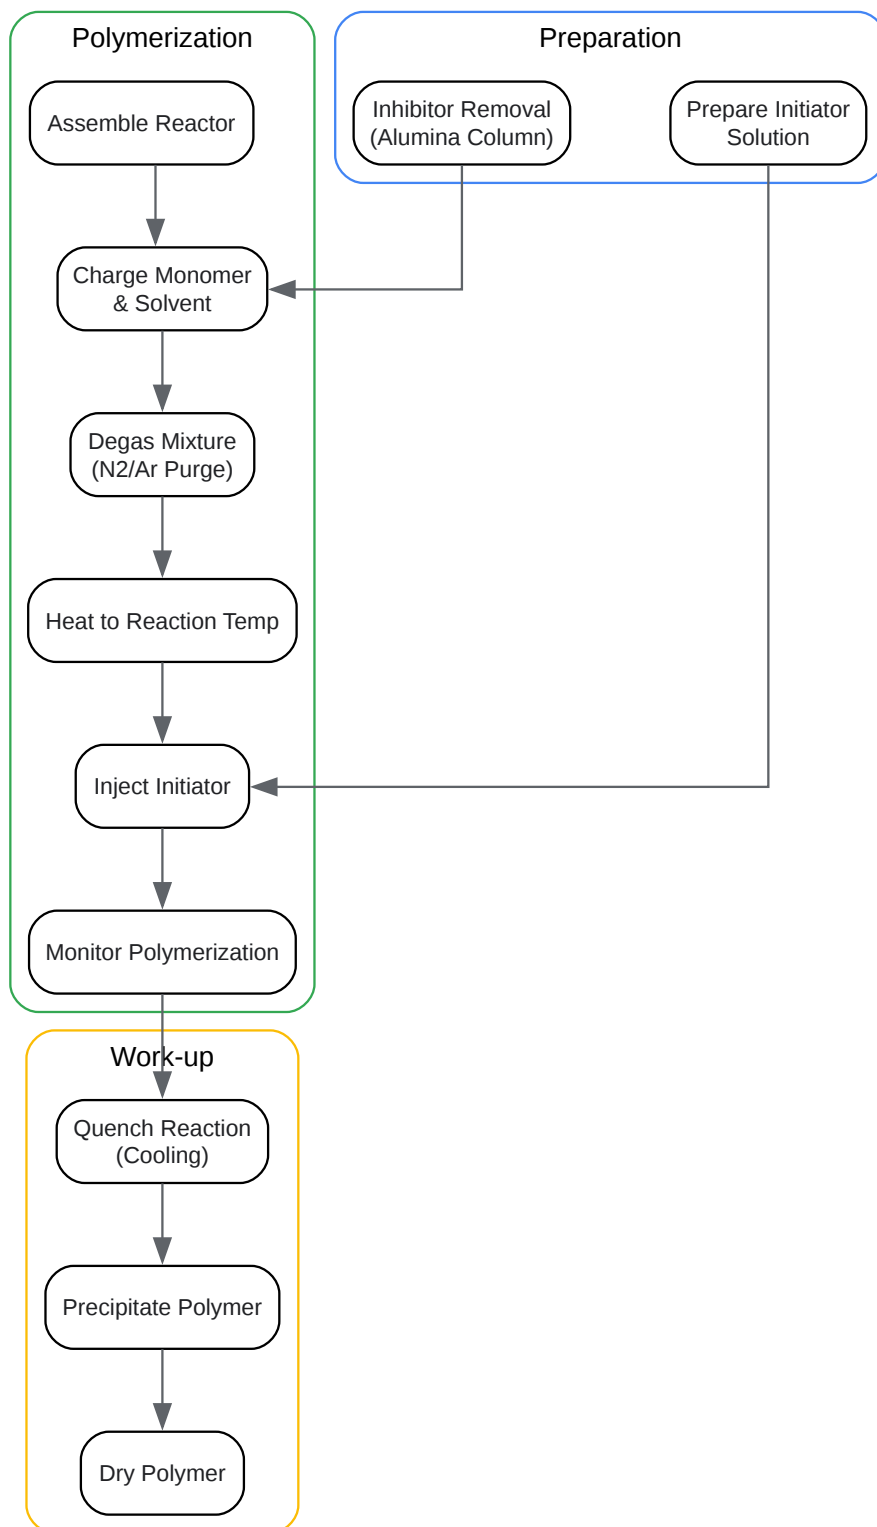 Polymerization
Preparation
Assemble Reactor
Inhibitor Removal
(Alumina Column)
Prepare Initiator
Solution
Charge Monomer
& Solvent
Degas Mixture
(N2/Ar Purge)
Heat to Reaction Temp
Inject Initiator
Monitor Polymerization
Work-up
Quench Reaction
(Cooling)
Precipitate Polymer
Dry Polymer